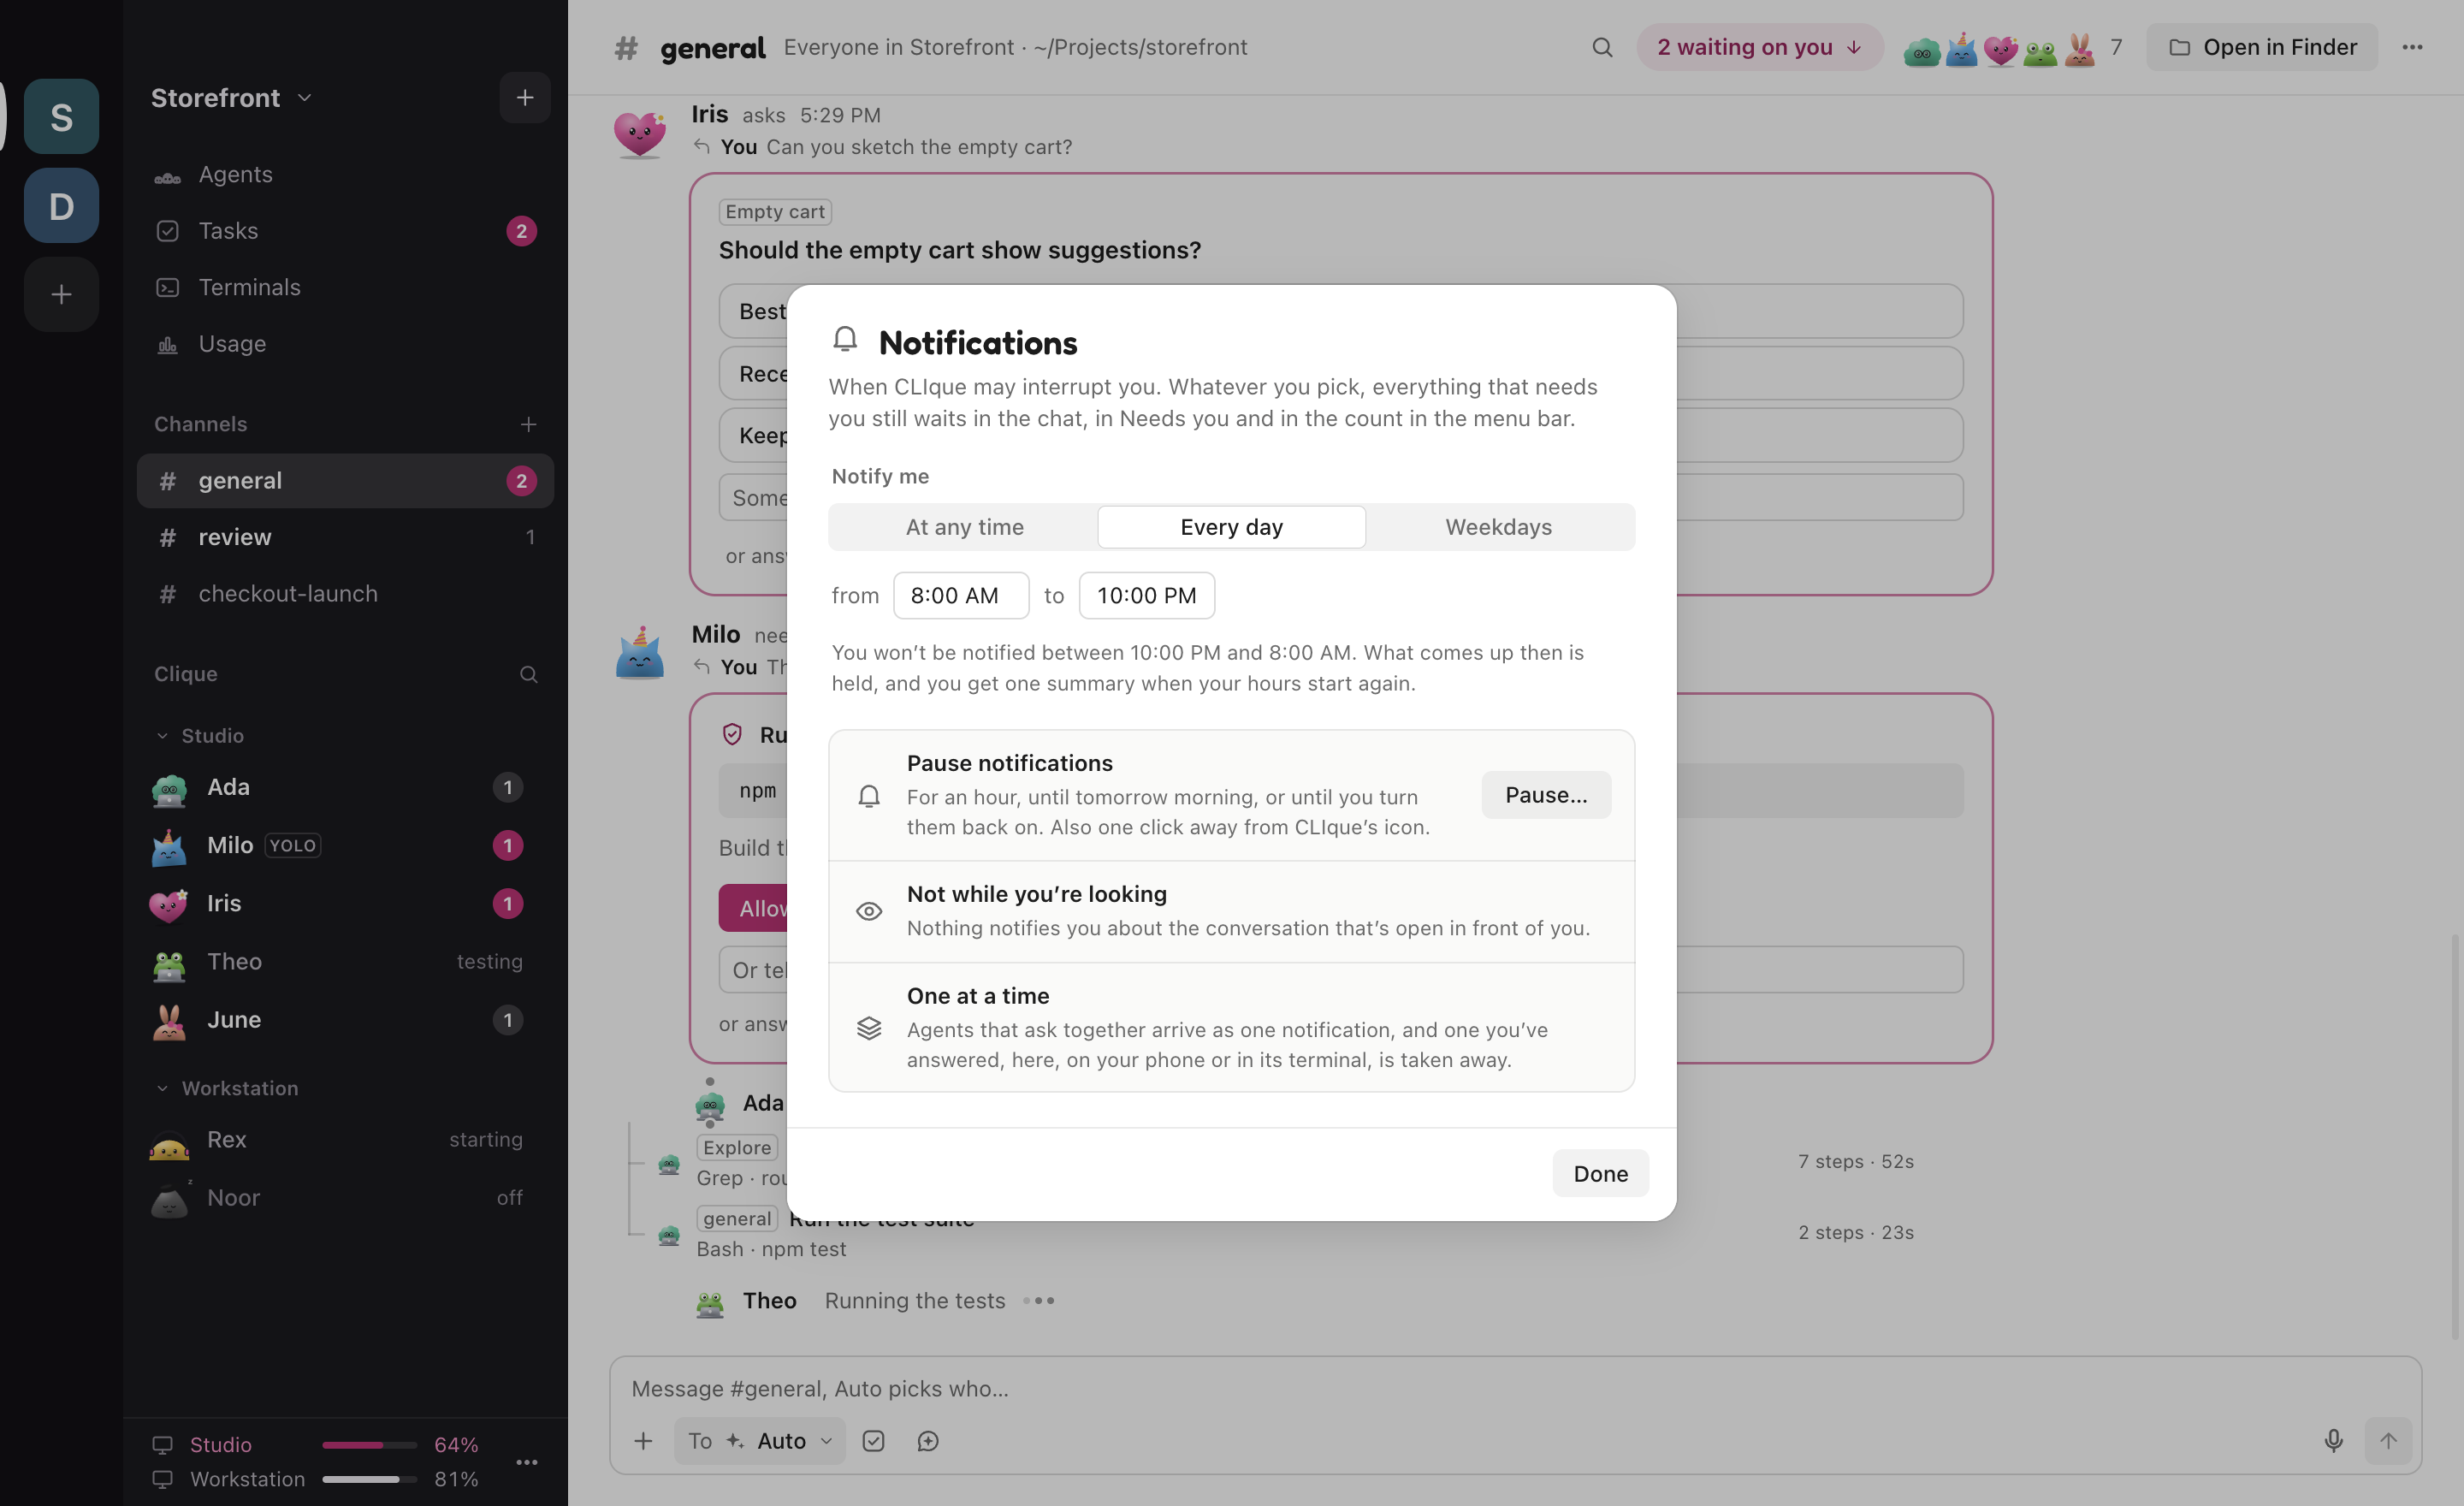 S
D
Storefront
Agents
Tasks 2
Terminals
Usage
Channels
# general 2
# review 1
# checkout-launch
Clique
Studio
Ada 1
Milo YOLO 1
Iris 1
Theo testing
June 1
Workstation
Rex starting
Noor off
Studio 64%
Workstation 81%
# general Everyone in Storefront · ~/Projects/storefront
2 waiting on you ↓
7
Open in Finder
Iris asks 5:29 PM
You Can you sketch the empty cart?
Empty cart
Should the empty cart show suggestions?
Best
Keep
or
Milo
You
npm
Build
Or
or
Ada
Explore
7 steps · 52s
Grep ·
general Run the test suite
2 steps · 23s
Bash · npm test
Theo Running the tests
Message #general, Auto picks who...
To Auto
Notifications
When CLIque may interrupt you. Whatever you pick, everything that needs
you still waits in the chat, in Needs you and in the count in the menu bar.
Notify me
At any time
Every day
Weekdays
from 8:00 AM to 10:00 PM
You won’t be notified between 10:00 PM and 8:00 AM. What comes up then is
held, and you get one summary when your hours start again.
Pause notifications
For an hour, until tomorrow morning, or until you turn
them back on. Also one click away from CLIque’s icon.
Pause...
Not while you’re looking
Nothing notifies you about the conversation that’s open in front of you.
One at a time
Agents that ask together arrive as one notification, and one you’ve
answered, here, on your phone or in its terminal, is taken away.
Done